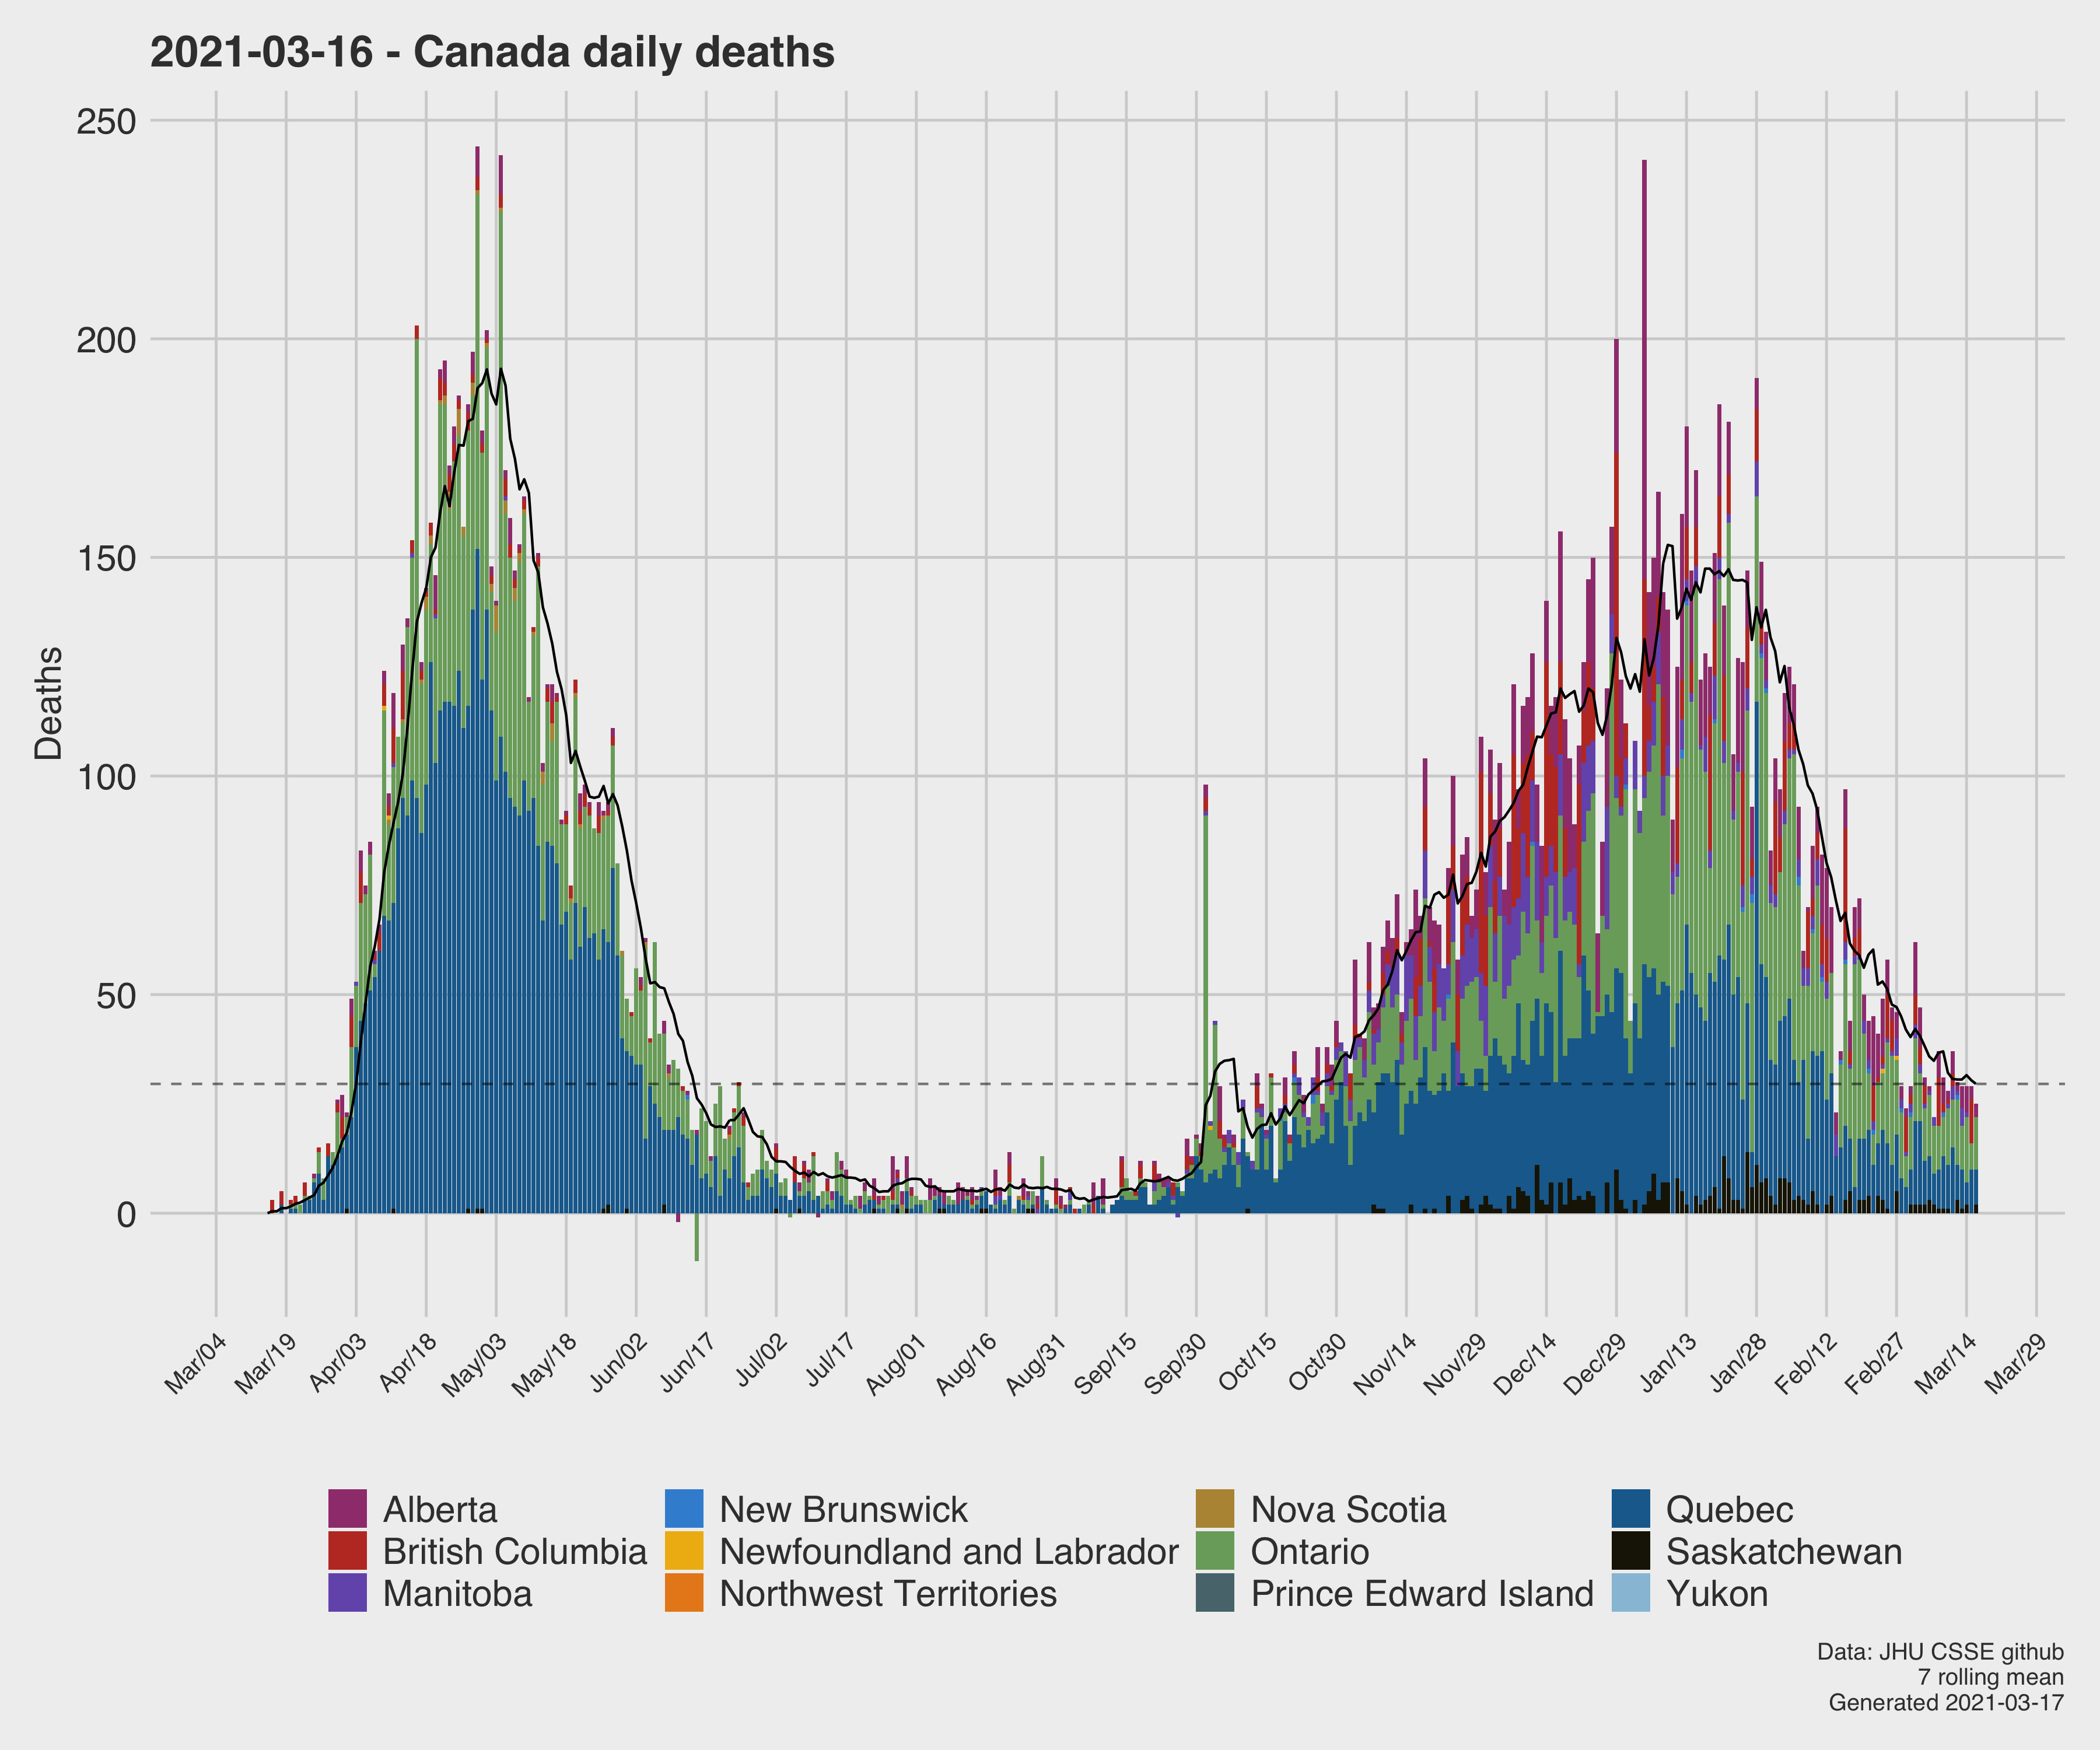 2021-03-16 - Canada daily deaths
250
200
150
100
50
0
Deaths
Mar/04
Mar/19
Apr/03
Apr/18
May/03
May/18
Jun/02
Jun/17
Jul/02
Jul/17
Aug/01
Aug/16
Aug/31
Sep/15
Sep/30
Oct/15
Oct/30
Nov/14
Nov/29
Dec/14
Dec/29
Jan/13
Jan/28
Feb/12
Feb/27
Mar/14
Mar/29
Alberta
British Columbia
Manitoba
New Brunswick
Newfoundland and Labrador
Northwest Territories
Nova Scotia
Ontario
Prince Edward Island
Quebec
Saskatchewan
Yukon
Data: JHU CSSE github
7 rolling mean
Generated 2021-03-17